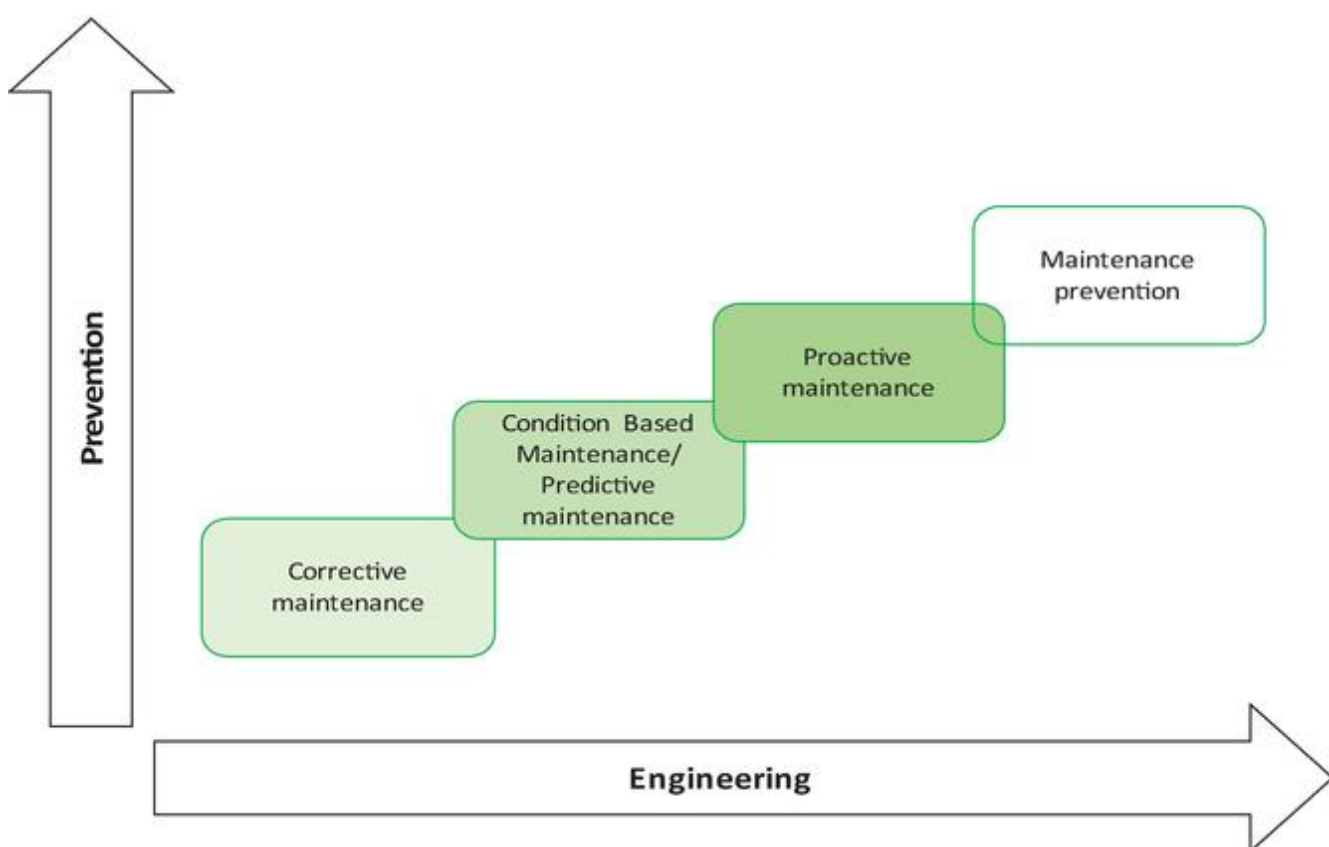 Prevention
Maintenance
prevention
Proactive
maintenance
Condition Based
Maintenance/
Predictive
maintenance
Corrective
maintenance
Engineering